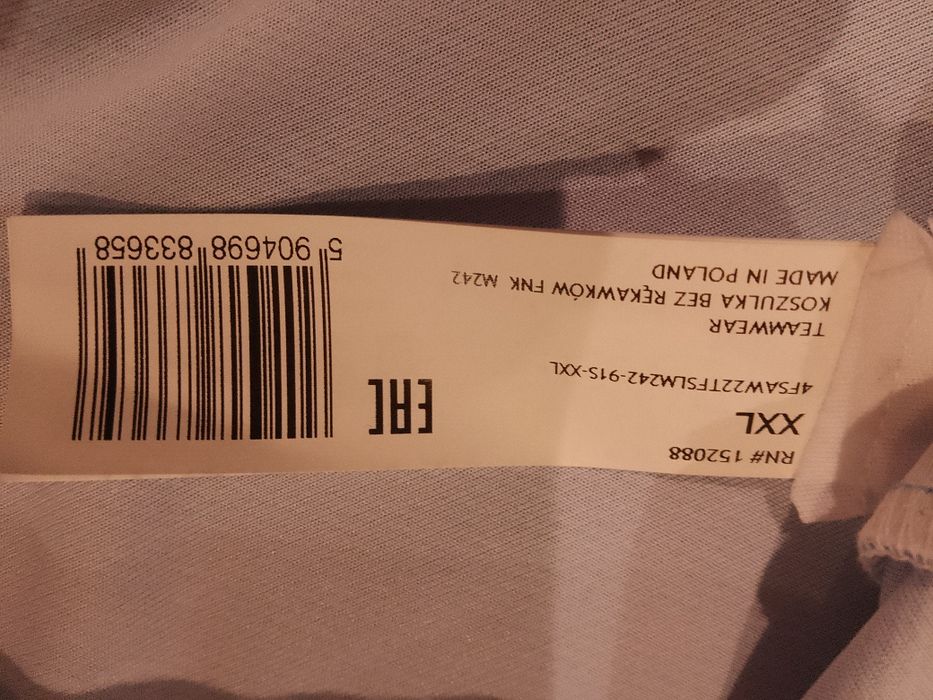 RN# 152088
XXL
4FSAW22TFSLM242-91S-XXL
TEAMWEAR
KOSZULKA BEZ RĘKAWKÓW FNK M242
MADE IN POLAND
EAC
5 904698 833658